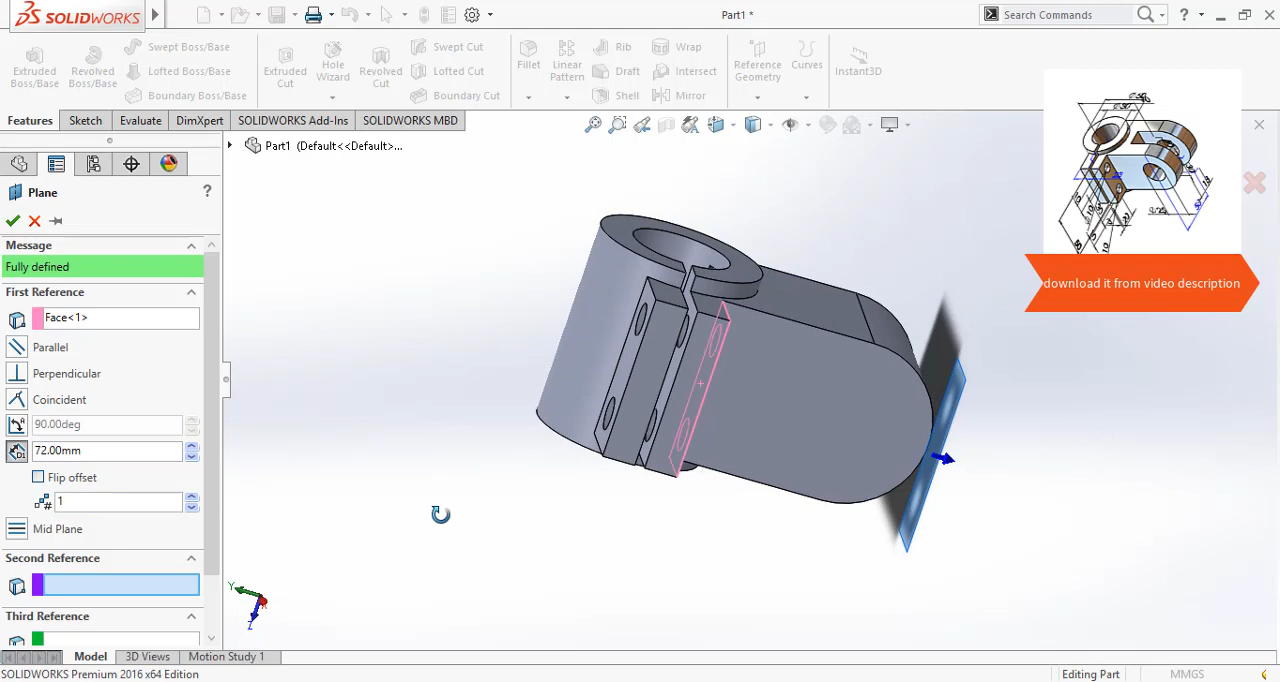 SOLIDWORKS
Part1 *
Search Commands
?
Extruded Boss/Base
Revolved Boss/Base
Swept Boss/Base
Lofted Boss/Base
Boundary Boss/Base
Extruded Cut
Hole Wizard
Revolved Cut
Swept Cut
Lofted Cut
Boundary Cut
Fillet
Linear Pattern
Rib
Draft
Shell
Wrap
Intersect
Mirror
Reference Geometry
Curves
Instant3D
Features
Sketch
Evaluate
DimXpert
SOLIDWORKS Add-Ins
SOLIDWORKS MBD
Part1 (Default<<Default>...
Plane
?
Message
Fully defined
First Reference
Face<1>
Parallel
Perpendicular
Coincident
90.00deg
72.00mm
Flip offset
1
Mid Plane
Second Reference
Third Reference
download it from video description
Y
Z
Model
3D Views
Motion Study 1
SOLIDWORKS Premium 2016 x64 Edition
Editing Part
MMGS